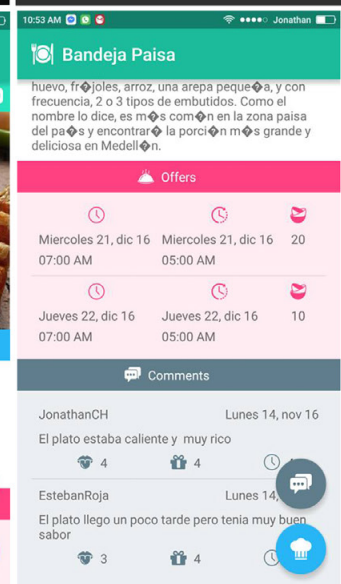 10:53 AM
Jonathan
Bandeja Paisa
huevo, fr�joles, arroz, una arepa peque�a, y con
frecuencia, 2 o 3 tipos de embutidos. Como el
nombre lo dice, es m�s com�n en la zona paisa
del pa�s y encontrar� la porci�n m�s grande y
deliciosa en Medell�n.
Offers
Miercoles 21, dic 16 Miercoles 21, dic 16 20
07:00 AM 05:00 AM
Jueves 22, dic 16 Jueves 22, dic 16 10
07:00 AM 05:00 AM
Comments
JonathanCH Lunes 14, nov 16
El plato estaba caliente y muy rico
4 4
EstebanRoja Lunes 14,
El plato llego un poco tarde pero tenia muy buen
sabor
3 4